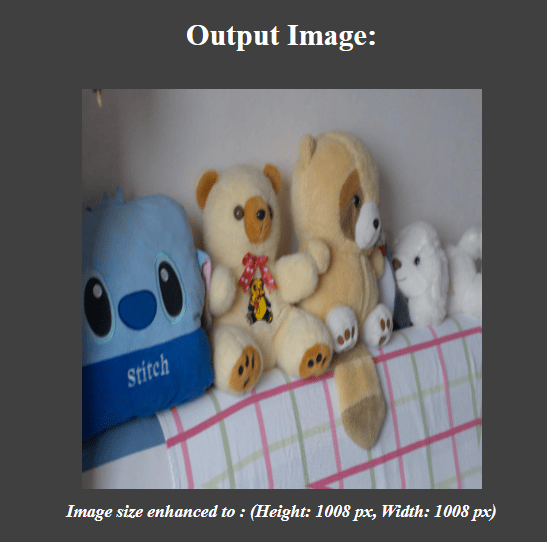 Output Image:
Stitch
Image size enhanced to : (Height: 1008 px, Width: 1008 px)